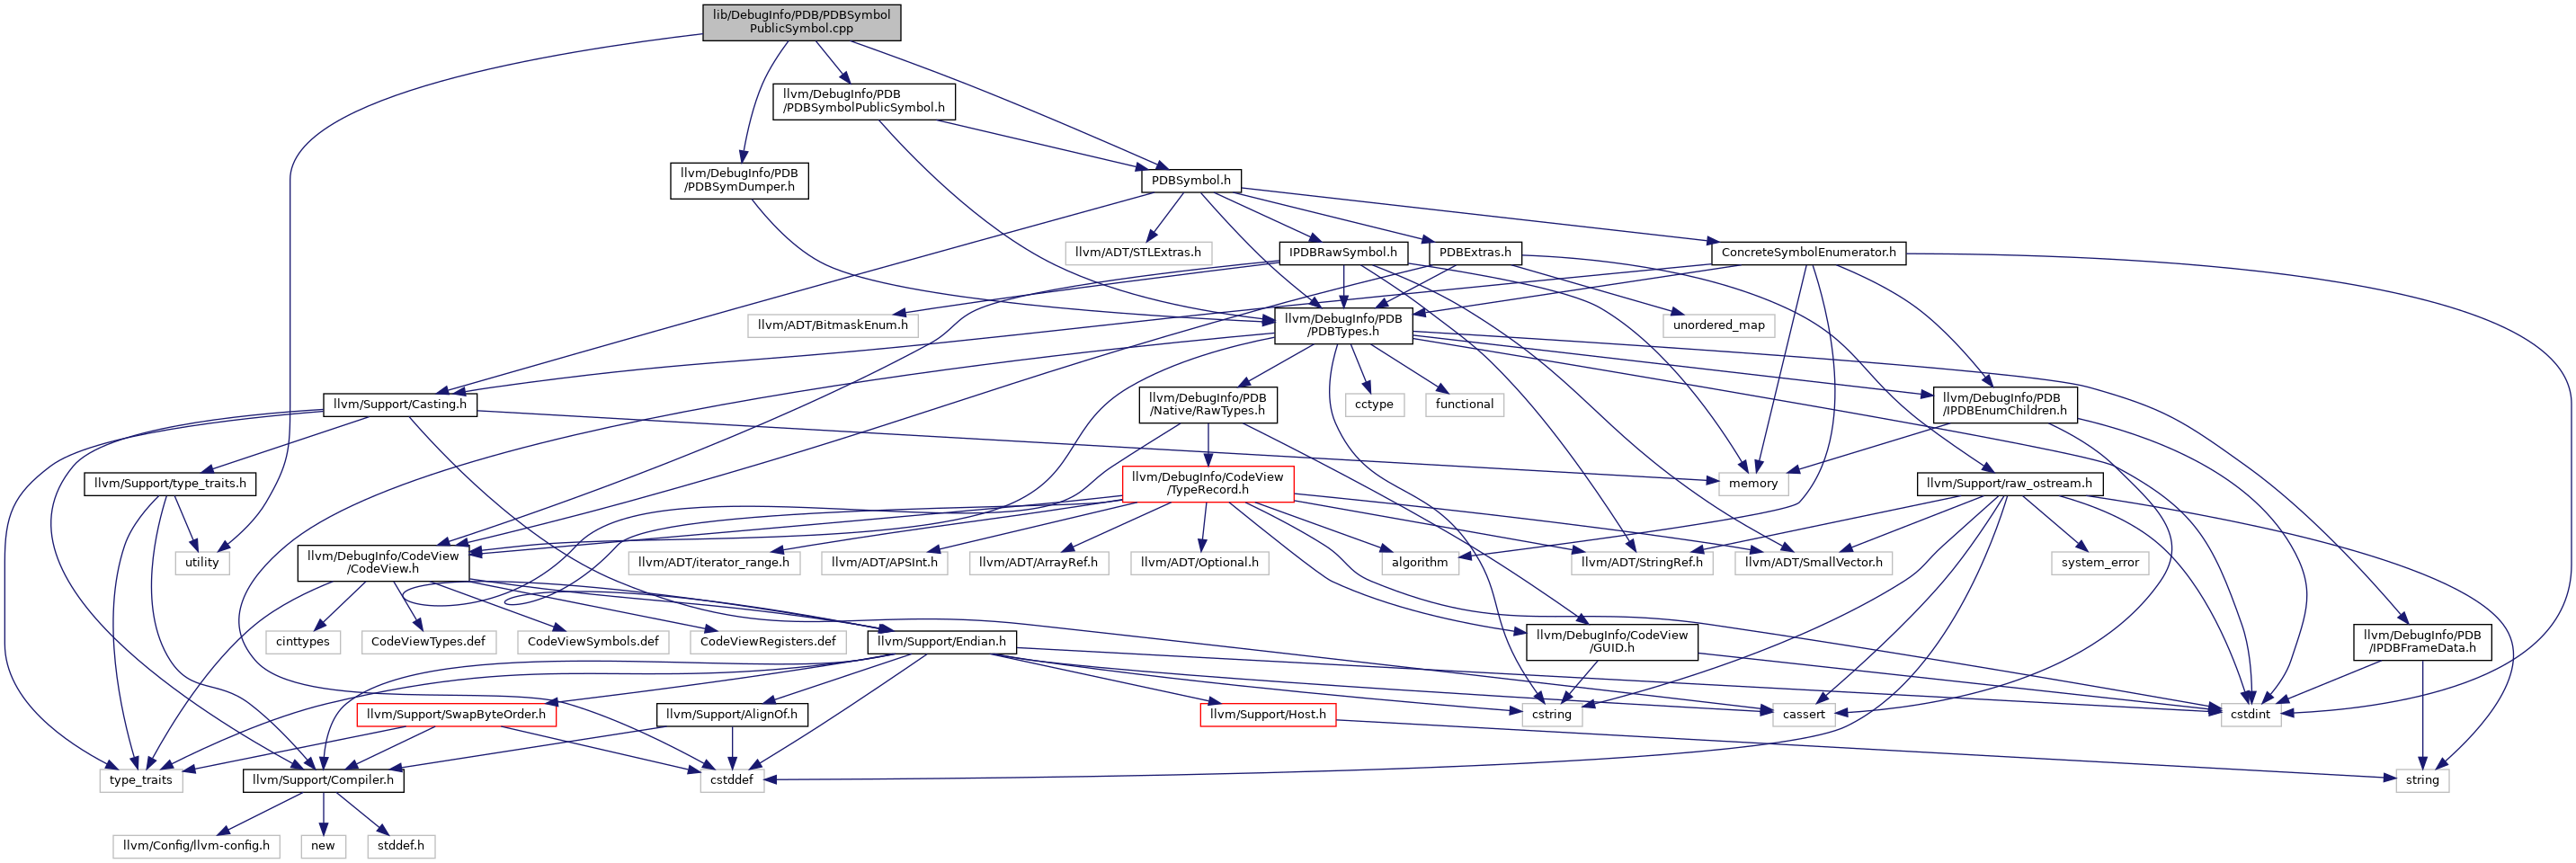 lib/DebugInfo/PDB/PDBSymbol
PublicSymbol.cpp
llvm/DebugInfo/PDB
/PDBSymbolPublicSymbol.h
llvm/DebugInfo/PDB
/PDBSymDumper.h
PDBSymbol.h
llvm/ADT/STLExtras.h
IPDBRawSymbol.h
PDBExtras.h
ConcreteSymbolEnumerator.h
llvm/ADT/BitmaskEnum.h
llvm/DebugInfo/PDB
/PDBTypes.h
unordered_map
llvm/Support/Casting.h
llvm/DebugInfo/PDB
/Native/RawTypes.h
cctype
functional
llvm/DebugInfo/PDB
/IPDBEnumChildren.h
llvm/Support/type_traits.h
llvm/DebugInfo/CodeView
/TypeRecord.h
memory
llvm/Support/raw_ostream.h
utility
llvm/DebugInfo/CodeView
/CodeView.h
llvm/ADT/iterator_range.h
llvm/ADT/APSInt.h
llvm/ADT/ArrayRef.h
llvm/ADT/Optional.h
algorithm
llvm/ADT/StringRef.h
llvm/ADT/SmallVector.h
system_error
cinttypes
CodeViewTypes.def
CodeViewSymbols.def
CodeViewRegisters.def
llvm/Support/Endian.h
llvm/DebugInfo/CodeView
/GUID.h
llvm/DebugInfo/PDB
/IPDBFrameData.h
llvm/Support/SwapByteOrder.h
llvm/Support/AlignOf.h
llvm/Support/Host.h
cstring
cassert
cstdint
type_traits
llvm/Support/Compiler.h
cstddef
string
llvm/Config/llvm-config.h
new
stddef.h